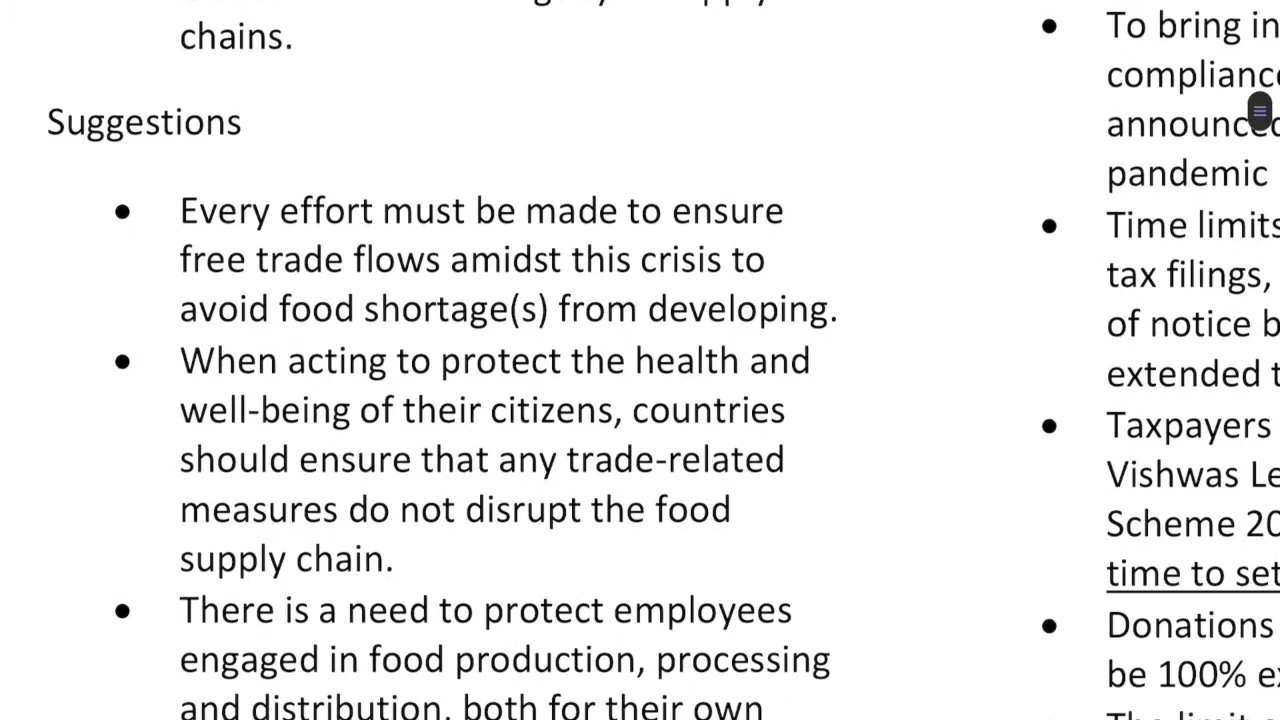 chains.
Suggestions
• Every effort must be made to ensure
free trade flows amidst this crisis to
avoid food shortage(s) from developing.
• When acting to protect the health and
well-being of their citizens, countries
should ensure that any trade-related
measures do not disrupt the food
supply chain.
• There is a need to protect employees
engaged in food production, processing
and distribution, both for their own
• To bring in
compliance
announced
pandemic
• Time limits
tax filings,
of notice b
extended t
• Taxpayers
Vishwas Le
Scheme 20
time to set
• Donations
be 100% ex
The limit